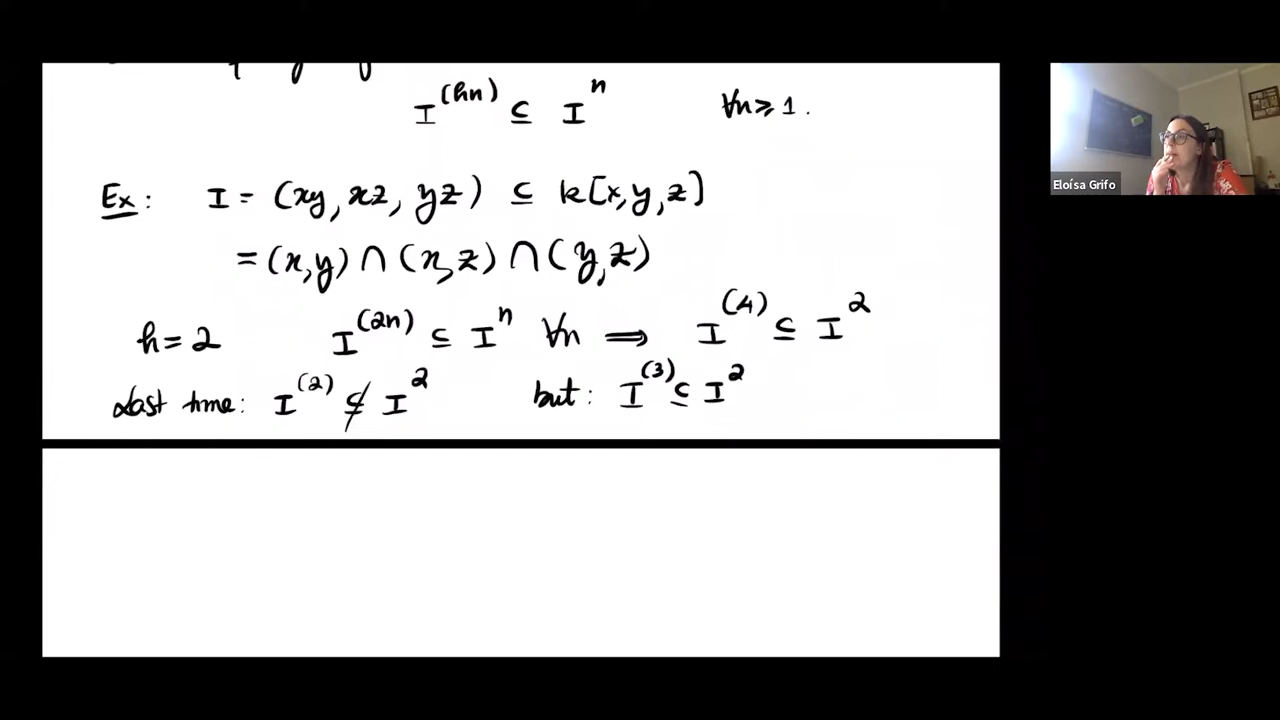 I^(hn) ⊆ I^n ∀n ≥ 1.
Ex: I = (xy, xz, yz) ⊆ k[x,y,z]
= (x,y) ∩ (x,z) ∩ (y,z)
h = 2 I^(2n) ⊆ I^n ∀n ⟹ I^(4) ⊆ I^2
Last time: I^(2) ⊈ I^2 but: I^(3) ⊆ I^2
Eloísa Grifo